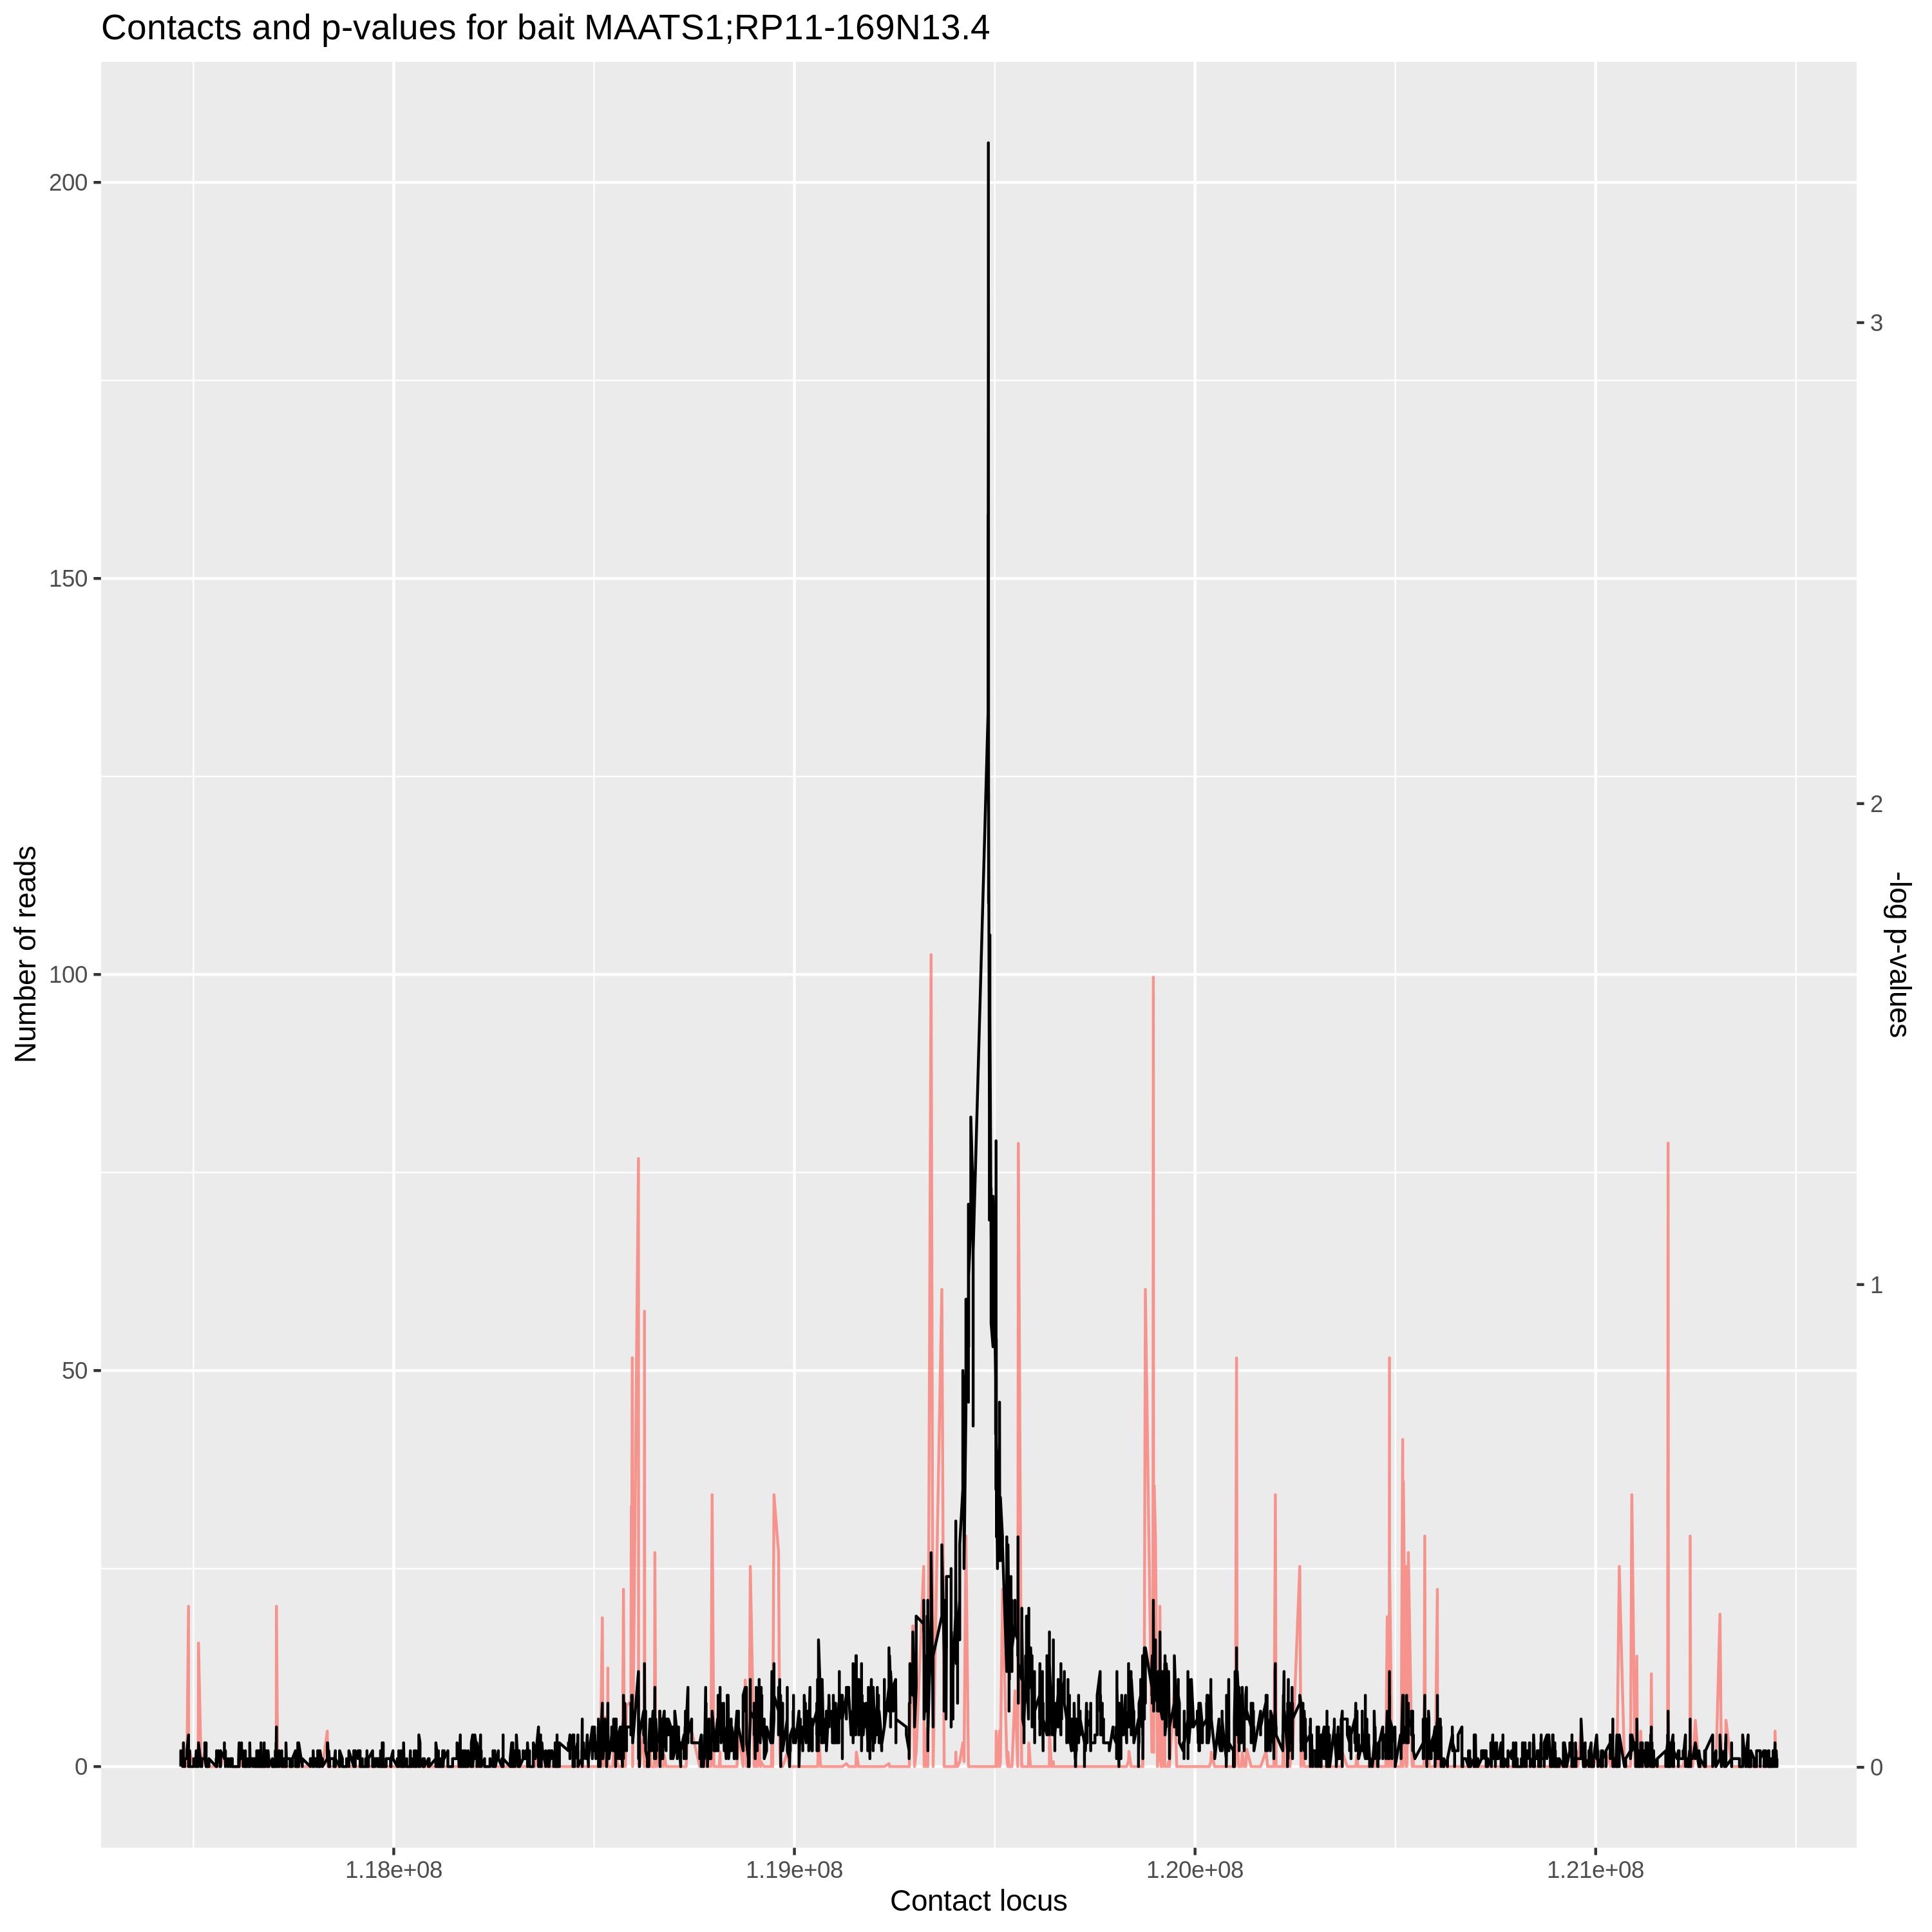 Contacts and p-values for bait MAATS1;RP11-169N13.4
200
150
100
50
0
Number of reads
3
2
1
0
-log p-values
1.18e+08
1.19e+08
1.20e+08
1.21e+08
Contact locus